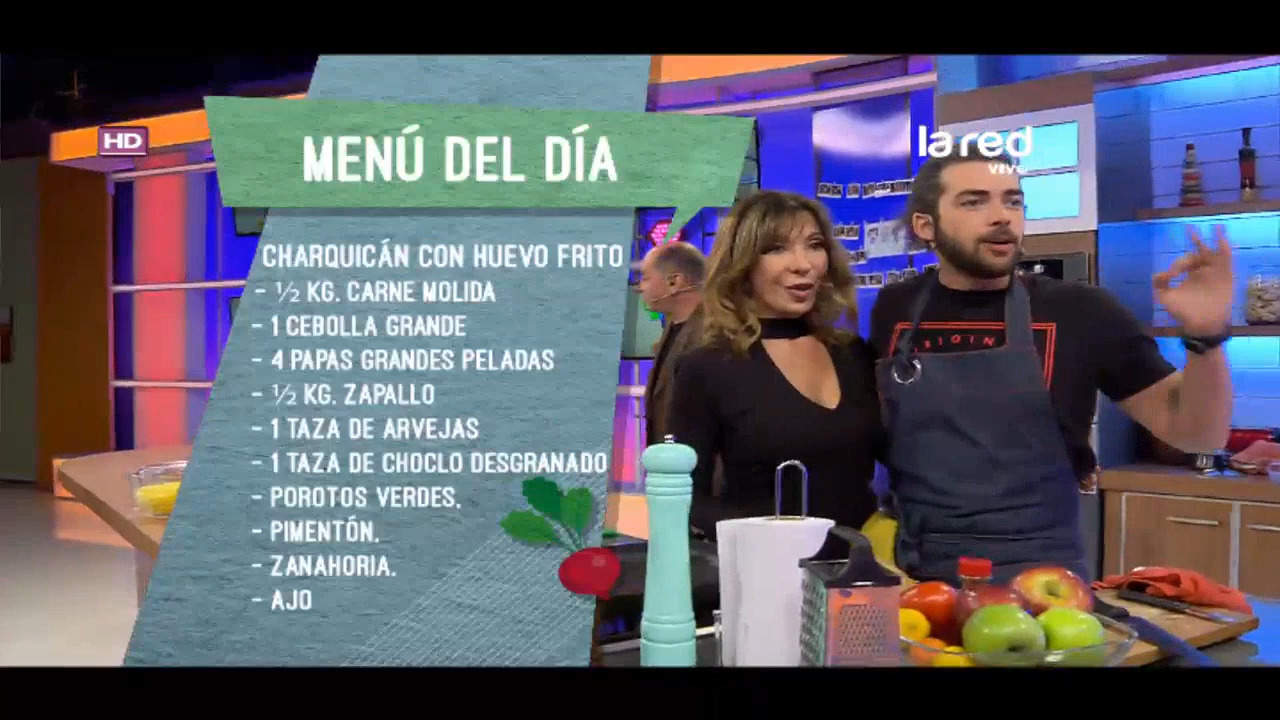 HD
MENÚ DEL DÍA
la red
VIVO
CHARQUICÁN CON HUEVO FRITO
- ½ KG. CARNE MOLIDA
- 1 CEBOLLA GRANDE
- 4 PAPAS GRANDES PELADAS
- ½ KG. ZAPALLO
- 1 TAZA DE ARVEJAS
- 1 TAZA DE CHOCLO DESGRANADO
- POROTOS VERDES.
- PIMENTÓN.
- ZANAHORIA.
- AJO